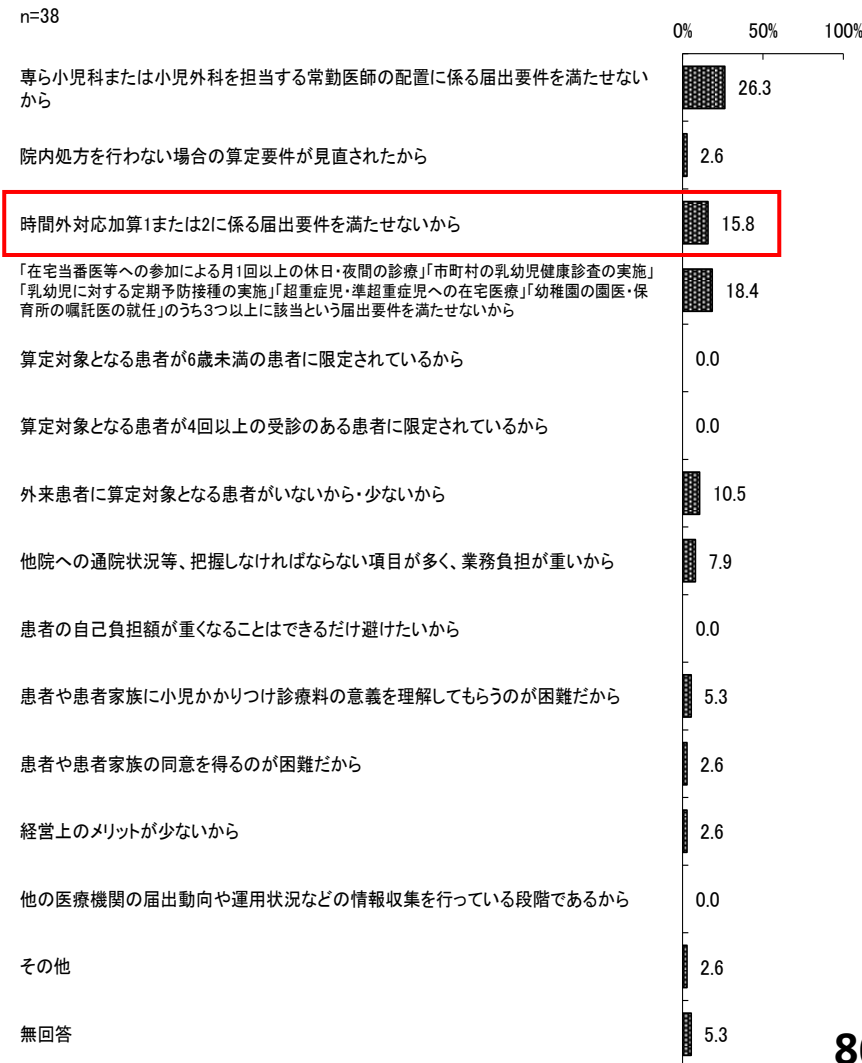 n=38
0% 50% 100%
専ら小児科または小児外科を担当する常勤医師の配置に係る届出要件を満たせない
から
26.3
院内処方を行わない場合の算定要件が見直されたから
2.6
時間外対応加算1または2に係る届出要件を満たせないから
15.8
「在宅当番医等への参加による月1回以上の休日・夜間の診療」「市町村の乳幼児健康診査の実施」
「乳幼児に対する定期予防接種の実施」「超重症児・準超重症児への在宅医療」「幼稚園の園医・保
育所の嘱託医の就任」のうち3つ以上に該当という届出要件を満たせないから
18.4
算定対象となる患者が6歳未満の患者に限定されているから
0.0
算定対象となる患者が4回以上の受診のある患者に限定されているから
0.0
外来患者に算定対象となる患者がいないから・少ないから
10.5
他院への通院状況等、把握しなければならない項目が多く、業務負担が重いから
7.9
患者の自己負担額が重くなることはできるだけ避けたいから
0.0
患者や患者家族に小児かかりつけ診療料の意義を理解してもらうのが困難だから
5.3
患者や患者家族の同意を得るのが困難だから
2.6
経営上のメリットが少ないから
2.6
他の医療機関の届出動向や運用状況などの情報収集を行っている段階であるから
0.0
その他
2.6
無回答
5.3